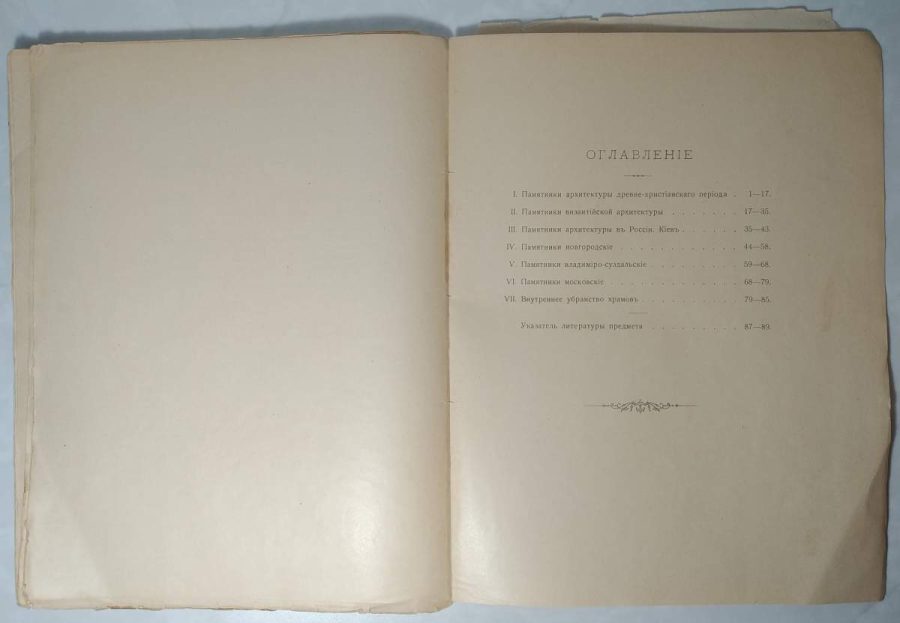 ОГЛАВЛЕНІЕ
I. Памятники архитектуры древне-христіанскаго періода . 1—17.
II. Памятники византійской архитектуры . . . . . . . 17—35.
III. Памятники архитектуры въ Россіи. Кіевъ . . . . . . 35—43.
IV. Памятники новгородскіе . . . . . . . . . . . . 44—58.
V. Памятники владиміро-суздальскіе . . . . . . . . . 59—68.
VI. Памятники московскіе . . . . . . . . . . . . . 68—79.
VII. Внутреннее убранство храмовъ . . . . . . . . . . 79—85.
Указатель литературы предмета . . . . . . . . . 87—89.